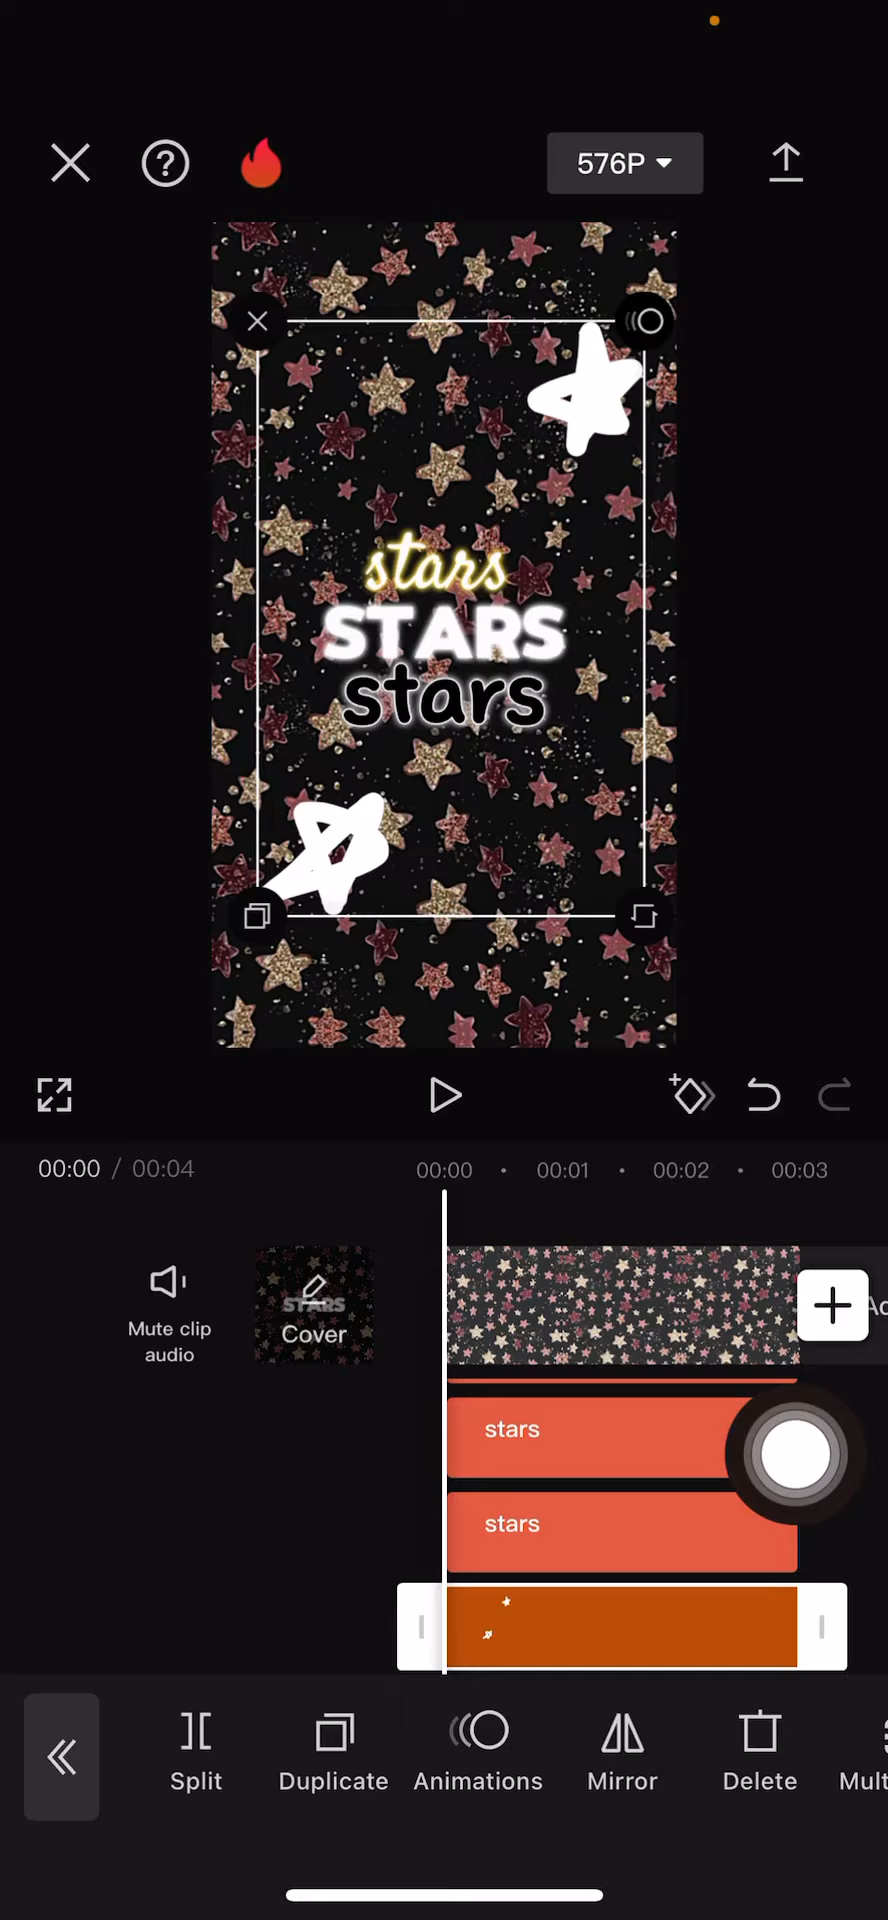 576P
stars
STARS
stars
00:00 / 00:04
00:00 00:01 00:02 00:03
Mute clip audio
STARS
Cover
stars
stars
Split
Duplicate
Animations
Mirror
Delete